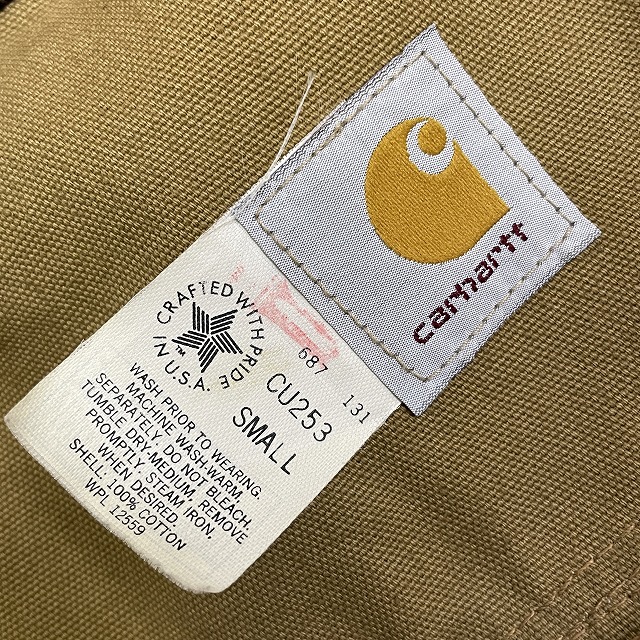 carhartt
CRAFTED WITH PRIDE
IN U.S.A.
™
687 131
CU253
SMALL
WASH PRIOR TO WEARING.
MACHINE WASH-WARM
SEPARATELY. DO NOT BLEACH.
TUMBLE DRY-MEDIUM. REMOVE
PROMPTLY. STEAM IRON,
WHEN DESIRED.
SHELL: 100% COTTON
WPL 12559